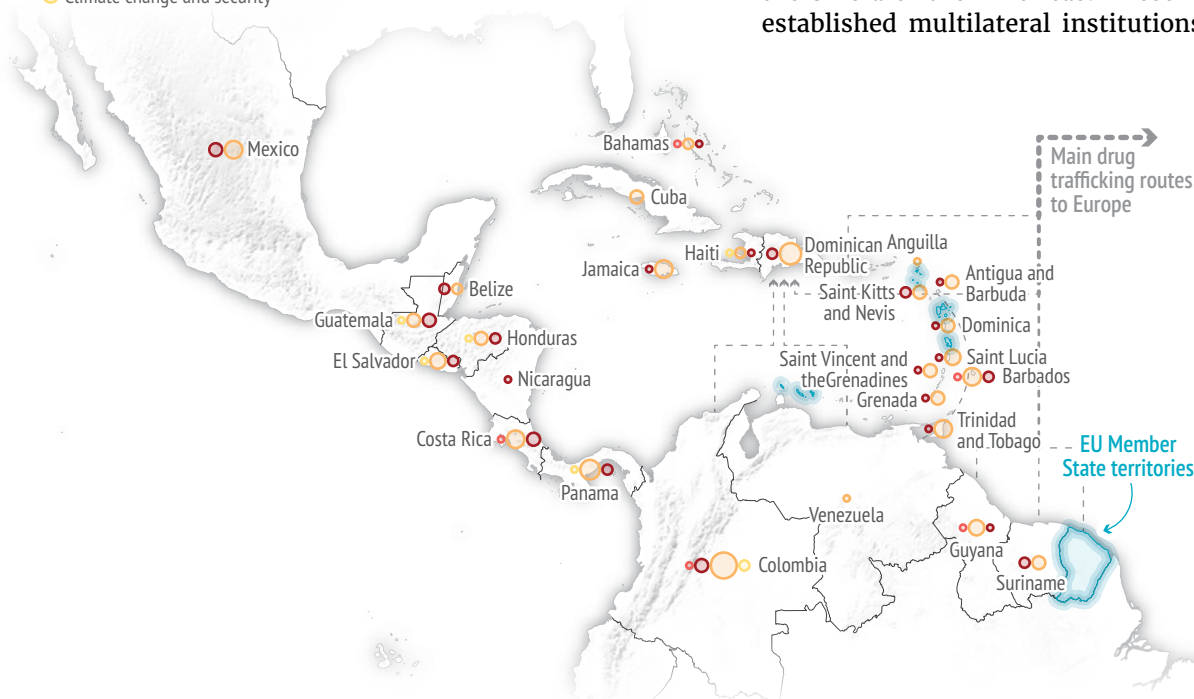 Climate change and security
established multilateral institutions
Mexico
Bahamas
Cuba
Main drug
trafficking routes
to Europe
Haiti
Dominican
Republic
Anguilla
Jamaica
Antigua and
Barbuda
Saint Kitts
and Nevis
Belize
Guatemala
Honduras
Dominica
El Salvador
Saint Vincent and
theGrenadines
Saint Lucia
Nicaragua
Barbados
Grenada
Costa Rica
Trinidad
and Tobago
EU Member
State territories
Panama
Venezuela
Guyana
Colombia
Suriname